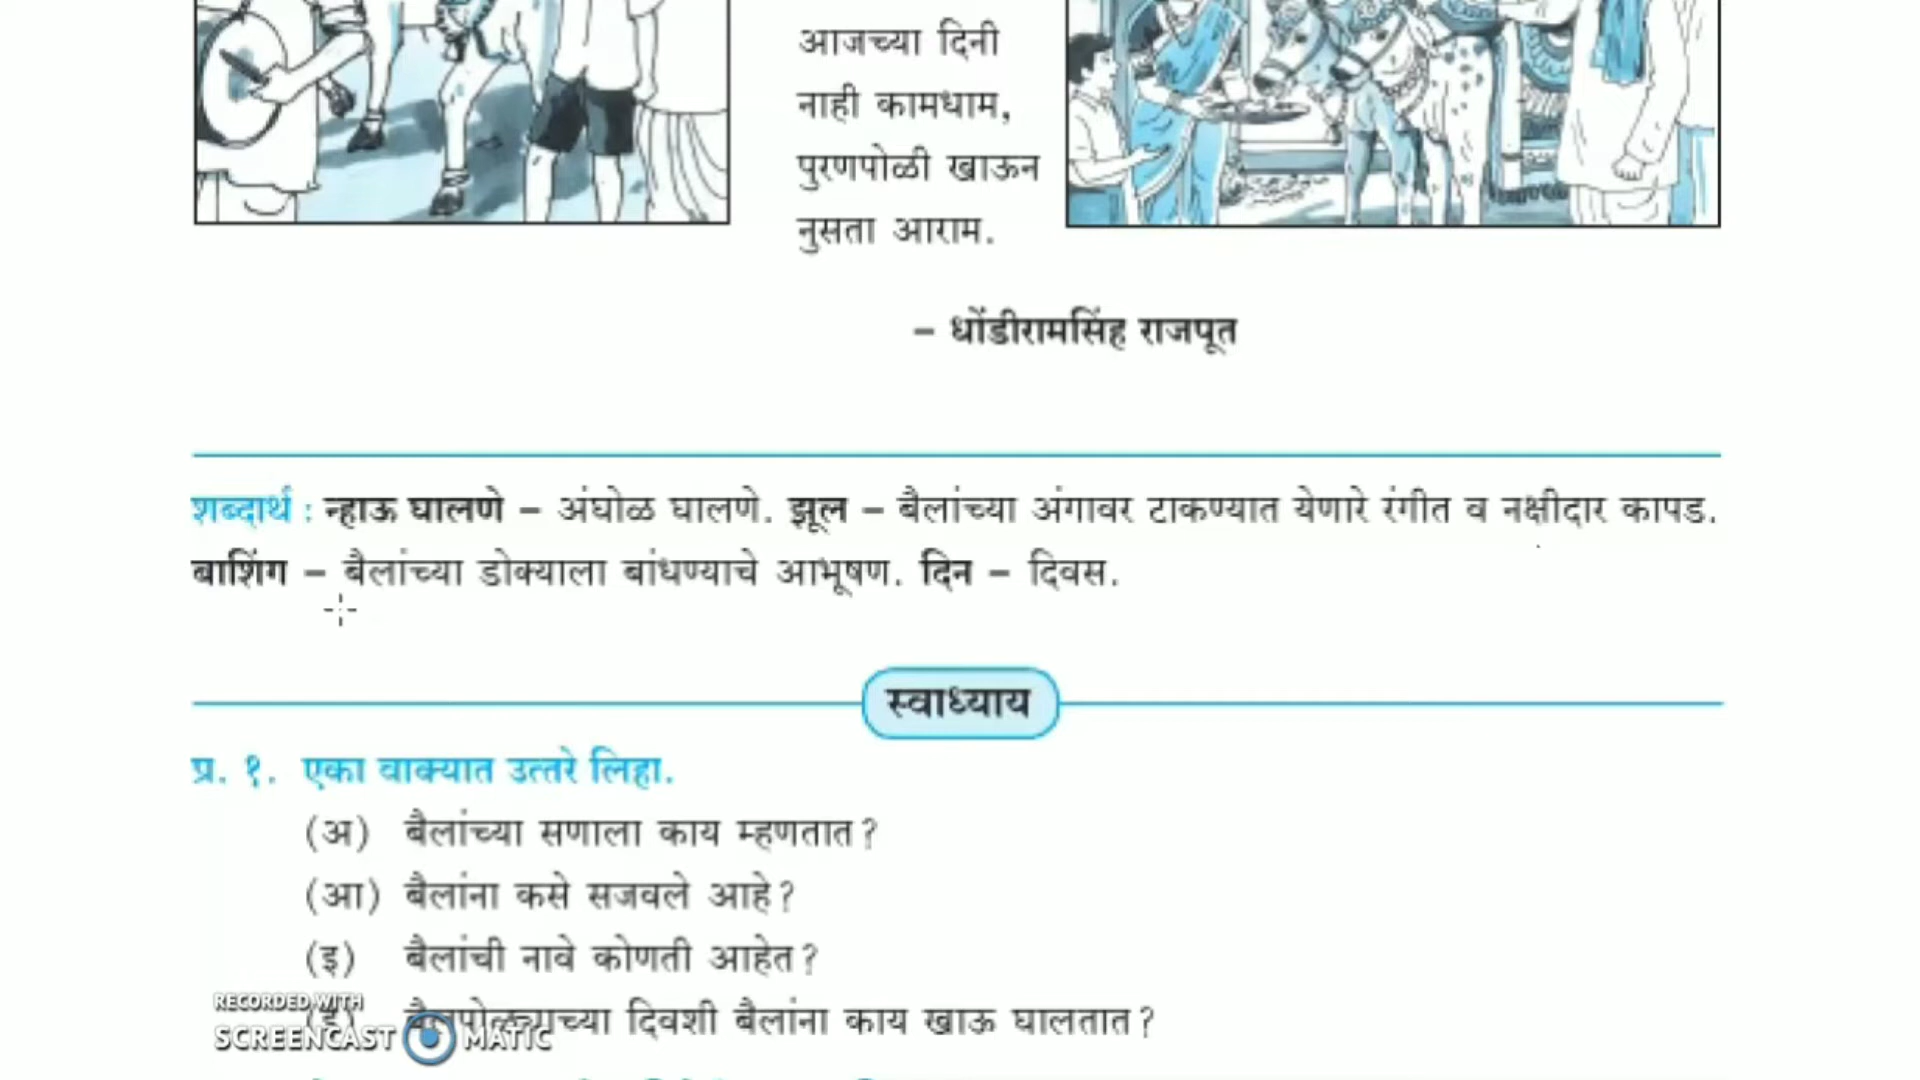 आजच्या दिनी
नाही कामधाम,
पुरणपोळी खाऊन
नुसता आराम.
– धोंडीरामसिंह राजपूत
शब्दार्थ : न्हाऊ घालणे – अंघोळ घालणे. झूल – बैलांच्या अंगावर टाकण्यात येणारे रंगीत व नक्षीदार कापड.
बाशिंग – बैलांच्या डोक्याला बांधण्याचे आभूषण. दिन – दिवस.
स्वाध्याय
प्र. १. एका वाक्यात उत्तरे लिहा.
(अ) बैलांच्या सणाला काय म्हणतात?
(आ) बैलांना कसे सजवले आहे?
(इ) बैलांची नावे कोणती आहेत?
(ई) बैलपोळ्याच्या दिवशी बैलांना काय खाऊ घालतात?
RECORDED WITH
SCREENCAST MATIC